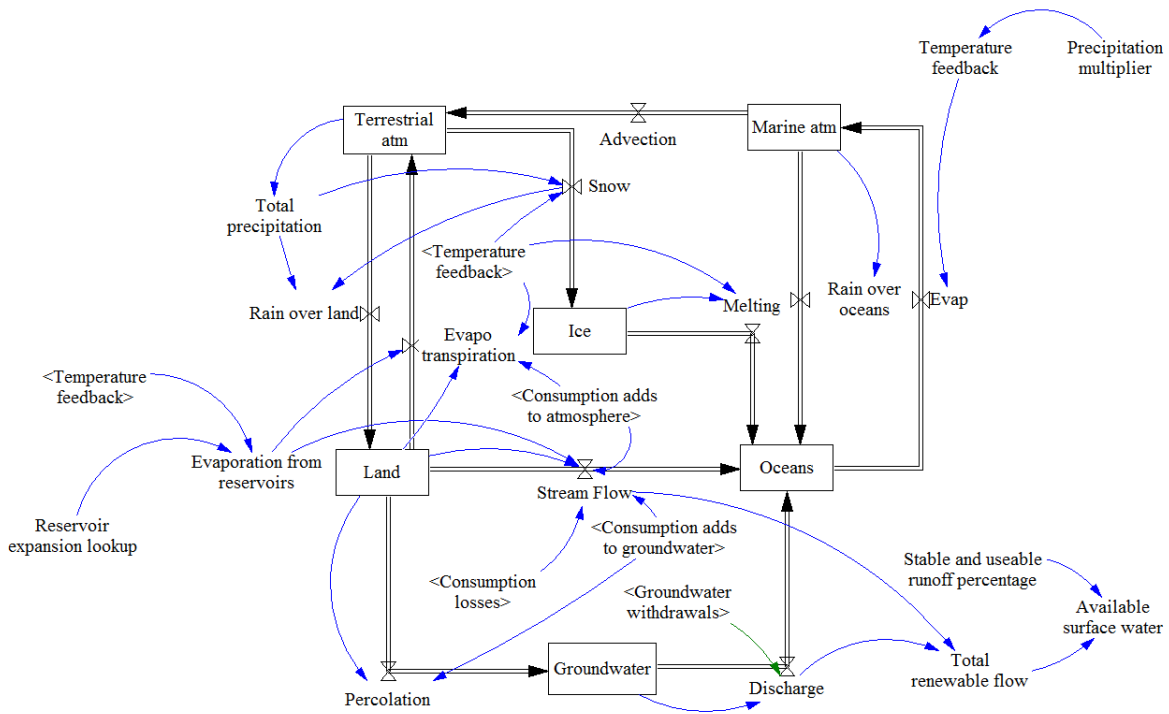 Temperature
feedback
Precipitation
multiplier
Terrestrial
atm
Advection
Marine atm
Snow
Total
precipitation
<Temperature
feedback>
Rain over land
Melting
Rain over
oceans
Evap
Ice
Evapo
transpiration
<Temperature
feedback>
<Consumption adds
to atmosphere>
Evaporation from
reservoirs
Land
Oceans
Stream Flow
Reservoir
expansion lookup
<Consumption adds
to groundwater>
<Consumption
losses>
<Groundwater
withdrawals>
Stable and useable
runoff percentage
Available
surface water
Groundwater
Total
renewable flow
Percolation
Discharge